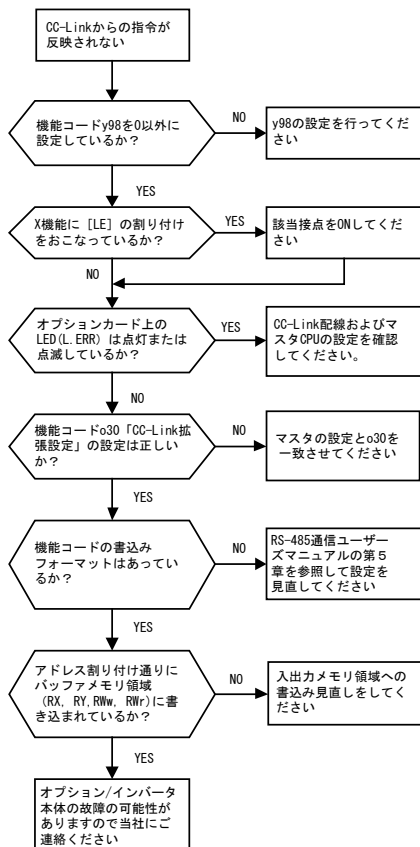 CC-Linkからの指令が
反映されない
機能コードy98を0以外に
設定しているか？
NO
y98の設定を行ってくだ
さい
YES
X機能に [LE] の割り付け
をおこなっているか？
YES
該当接点をONしてくだ
さい
NO
オプションカード上の
LED(L.ERR) は点灯または
点滅しているか？
YES
CC-Link配線およびマ
スタCPUの設定を確認
してください。
NO
機能コードo30「CC-Link拡
張設定」の設定は正しい
か？
NO
マスタの設定とo30を
一致させてください
YES
機能コードの書込み
フォーマットはあってい
るか？
NO
RS-485通信ユーザー
ズマニュアルの第５
章を参照して設定を
見直してください
YES
アドレス割り付け通りに
バッファメモリ領域
(RX, RY,RWw, RWr)に書
き込まれているか？
NO
入出力メモリ領域への
書込み見直しをしてく
ださい
YES
オプション/インバータ
本体の故障の可能性が
ありますので当社にご
連絡ください